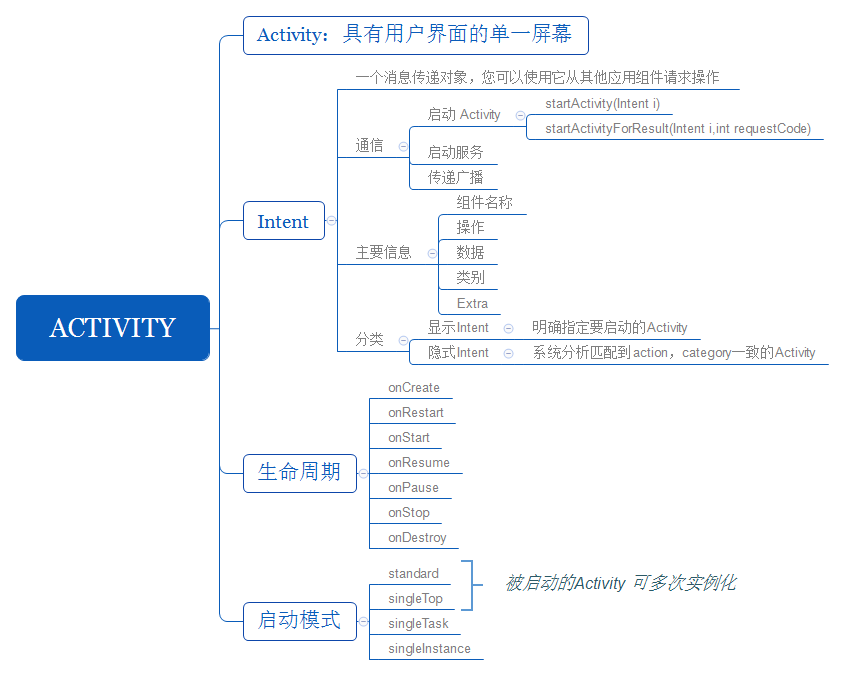 Activity：具有用户界面的单一屏幕
一个消息传递对象，您可以使用它从其他应用组件请求操作
startActivity(Intent i)
启动 Activity
startActivityForResult(Intent i,int requestCode)
通信
启动服务
传递广播
组件名称
Intent
操作
主要信息
数据
类别
Extra
ACTIVITY
显示Intent
明确指定要启动的Activity
分类
隐式Intent
系统分析匹配到 action，category一致的Activity
onCreate
onRestart
onStart
onResume
生命周期
onPause
onStop
onDestroy
standard
被启动的Activity 可多次实例化
singleTop
启动模式
singleTask
singleInstance